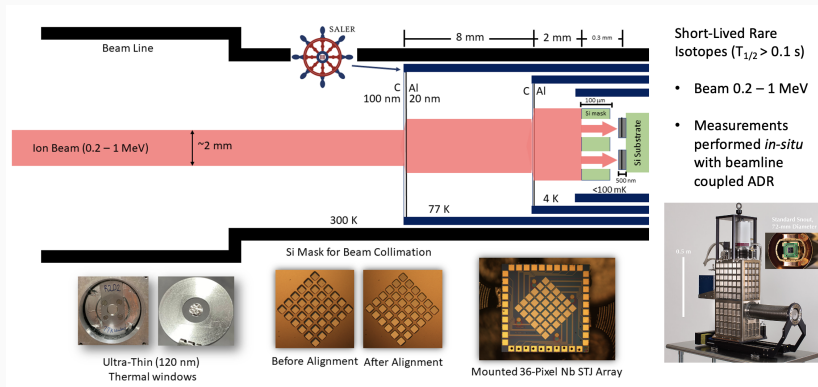 Beam Line
SALER
8 mm
2 mm
0.3 mm
C Al
100 nm 20 nm
C Al
100 µm
Si mask
Ion Beam (0.2 – 1 MeV)
~2 mm
Si Substrate
500 nm
<100 mK
4 K
77 K
300 K
Short-Lived Rare
Isotopes (T1/2 > 0.1 s)
• Beam 0.2 – 1 MeV
• Measurements
performed in-situ
with beamline
coupled ADR
Si Mask for Beam Collimation
Ultra-Thin (120 nm)
Thermal windows
Before Alignment
After Alignment
Mounted 36-Pixel Nb STJ Array
0.5 m